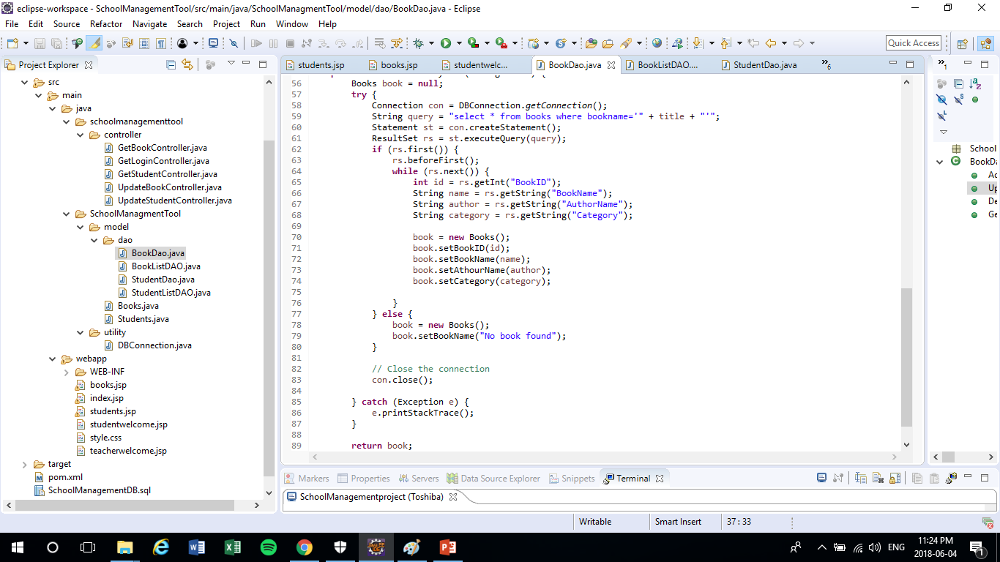 eclipse-workspace - SchoolManagementTool/src/main/java/SchoolManagmentTool/model/dao/BookDao.java - Eclipse
File Edit Source Refactor Navigate Search Project Run Window Help
Quick Access
Project Explorer
src
main
java
schoolmanagementtool
controller
GetBookController.java
GetLoginController.java
GetStudentController.java
UpdateBookController.java
UpdateStudentController.java
SchoolManagmentTool
model
dao
BookDao.java
BookListDAO.java
StudentDao.java
StudentListDAO.java
Books.java
Students.java
utility
DBConnection.java
webapp
WEB-INF
books.jsp
index.jsp
students.jsp
studentwelcome.jsp
style.css
teacherwelcome.jsp
target
pom.xml
SchoolManagementDB.sql
students.jsp books.jsp studentwelc... BookDao.java BookListDAO.... StudentDao.java »6
56 Books book = null;
57 try {
58 Connection con = DBConnection.getConnection();
59 String query = "select * from books where bookname='" + title + "'";
60 Statement st = con.createStatement();
61 ResultSet rs = st.executeQuery(query);
62 if (rs.first()) {
63 rs.beforeFirst();
64 while (rs.next()) {
65 int id = rs.getInt("BookID");
66 String name = rs.getString("BookName");
67 String author = rs.getString("AuthorName");
68 String category = rs.getString("Category");
69
70 book = new Books();
71 book.setBookID(id);
72 book.setBookName(name);
73 book.setAthourName(author);
74 book.setCategory(category);
75
76 }
77 } else {
78 book = new Books();
79 book.setBookName("No book found");
80 }
81
82 // Close the connection
83 con.close();
84
85 } catch (Exception e) {
86 e.printStackTrace();
87 }
88
89 return book;
»1
School
BookDa
Ac
Up
De
Ge
Markers Properties Servers Data Source Explorer Snippets Terminal
SchoolManagementproject (Toshiba)
Writable Smart Insert 37 : 33
ENG
11:24 PM
2018-06-04
1